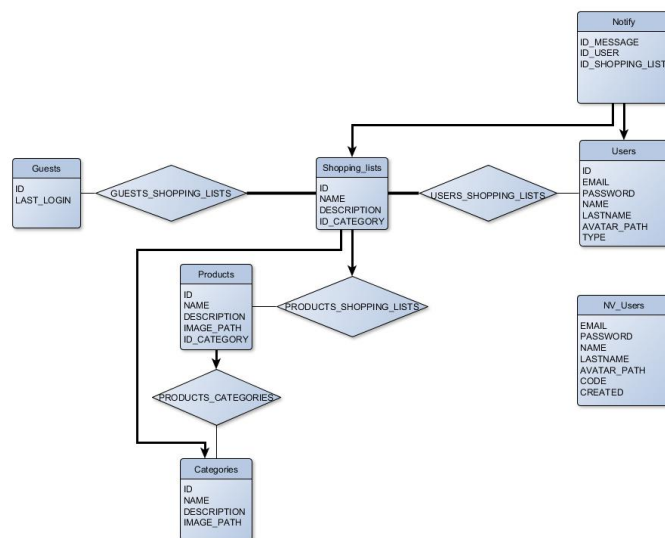 Notify
ID_MESSAGE
ID_USER
ID_SHOPPING_LIST
Guests
ID
LAST_LOGIN
GUESTS_SHOPPING_LISTS
Shopping_lists
ID
NAME
DESCRIPTION
ID_CATEGORY
USERS_SHOPPING_LISTS
Users
ID
EMAIL
PASSWORD
NAME
LASTNAME
AVATAR_PATH
TYPE
Products
ID
NAME
DESCRIPTION
IMAGE_PATH
ID_CATEGORY
PRODUCTS_SHOPPING_LISTS
NV_Users
EMAIL
PASSWORD
NAME
LASTNAME
AVATAR_PATH
CODE
CREATED
PRODUCTS_CATEGORIES
Categories
ID
NAME
DESCRIPTION
IMAGE_PATH